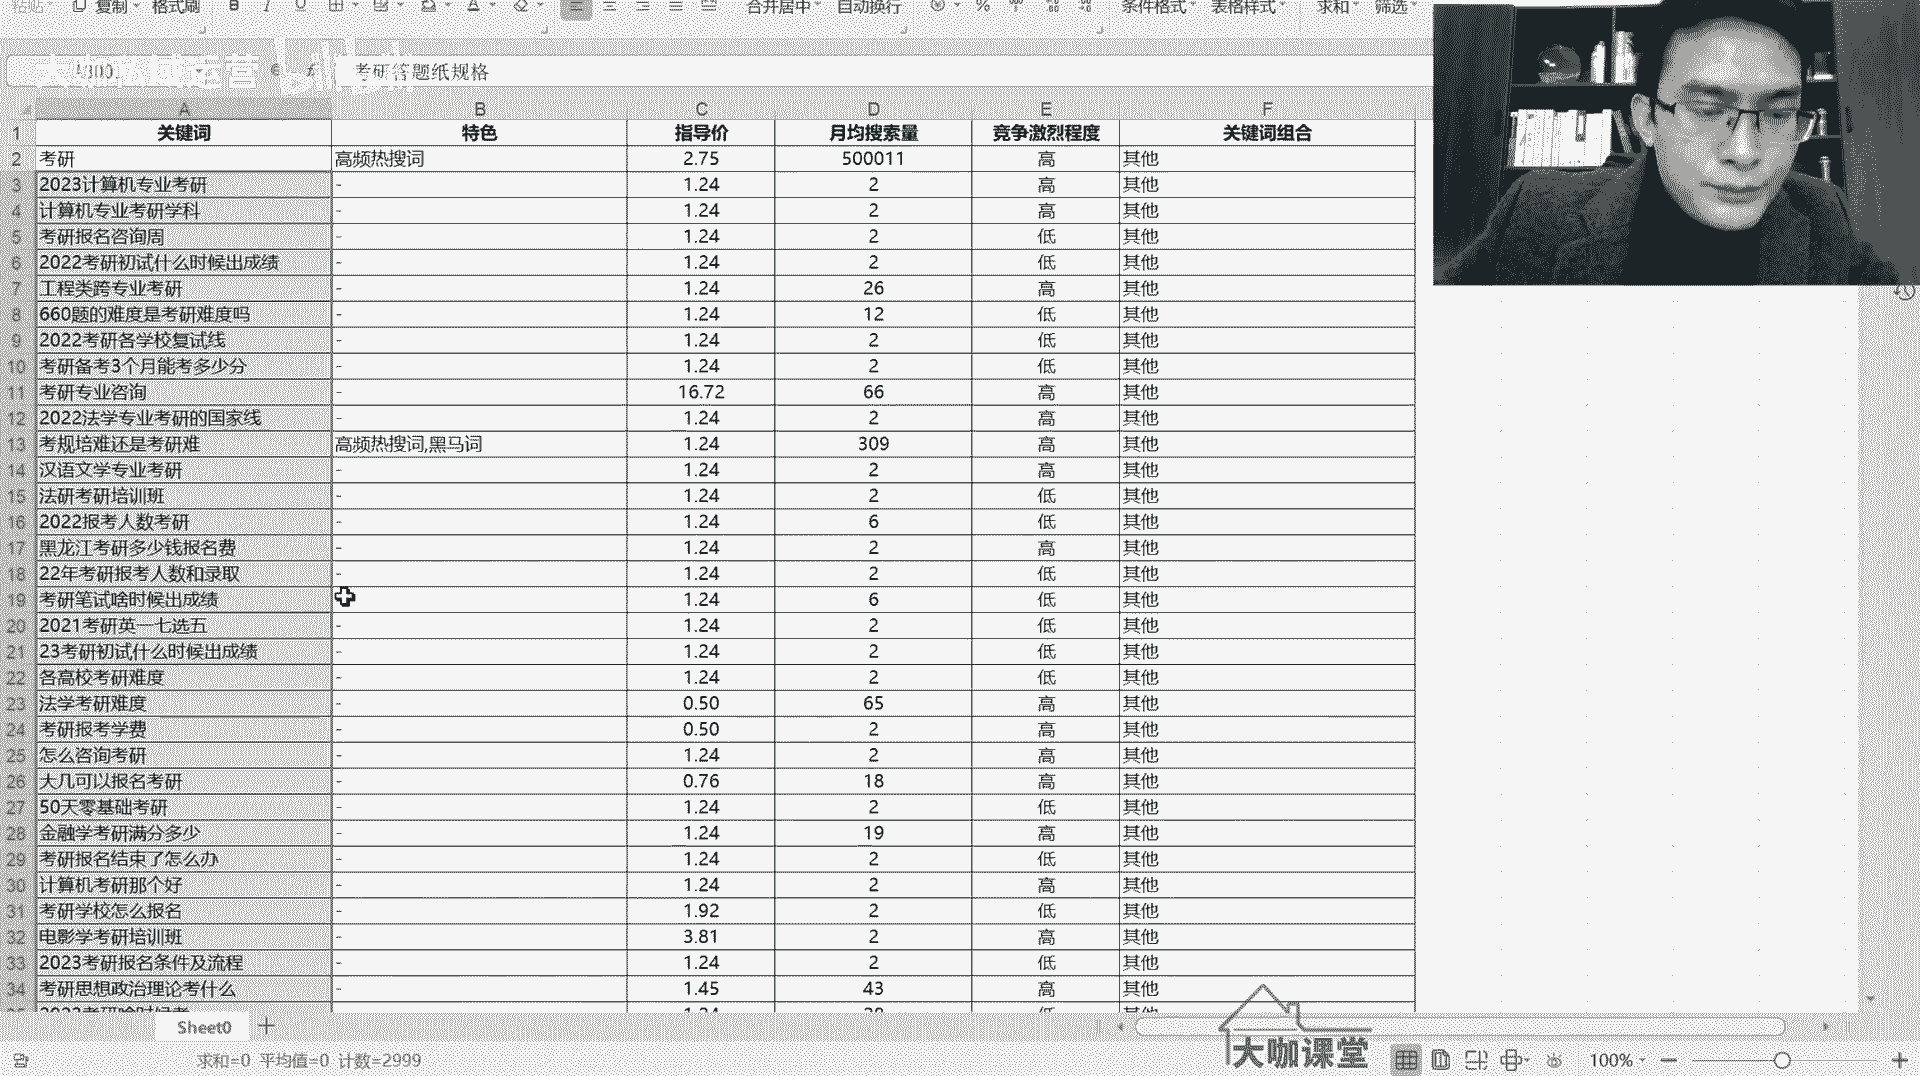 粘贴 复制 格式刷 B I U A 合并居中 自动换行 % 条件格式 表格样式 求和 筛选
考研答题纸规格
A B C D E F
1 关键词 特色 指导价 月均搜索量 竞争激烈程度 关键词组合
2 考研 高频热搜词 2.75 500011 高 其他
3 2023计算机专业考研 - 1.24 2 高 其他
4 计算机专业考研学科 - 1.24 2 高 其他
5 考研报名咨询周 - 1.24 2 低 其他
6 2022考研初试什么时候出成绩 - 1.24 2 低 其他
7 工程类跨专业考研 - 1.24 26 高 其他
8 660题的难度是考研难度吗 - 1.24 12 低 其他
9 2022考研各学校复试线 - 1.24 2 低 其他
10 考研备考3个月能考多少分 - 1.24 2 低 其他
11 考研专业咨询 - 16.72 66 高 其他
12 2022法学专业考研的国家线 - 1.24 2 高 其他
13 考规培难还是考研难 高频热搜词,黑马词 1.24 309 高 其他
14 汉语文学专业考研 - 1.24 2 高 其他
15 法研考研培训班 - 1.24 2 低 其他
16 2022报考人数考研 - 1.24 6 低 其他
17 黑龙江考研多少钱报名费 - 1.24 2 高 其他
18 22年考研报考人数和录取 - 1.24 2 低 其他
19 考研笔试啥时候出成绩 - 1.24 6 低 其他
20 2021考研英一七选五 - 1.24 2 低 其他
21 23考研初试什么时候出成绩 - 1.24 2 低 其他
22 各高校考研难度 - 1.24 2 低 其他
23 法学考研难度 - 0.50 65 高 其他
24 考研报考学费 - 0.50 2 高 其他
25 怎么咨询考研 - 1.24 2 高 其他
26 大几可以报名考研 - 0.76 18 高 其他
27 50天零基础考研 - 1.24 2 低 其他
28 金融学考研满分多少 - 1.24 19 高 其他
29 考研报名结束了怎么办 - 1.24 2 低 其他
30 计算机考研那个好 - 1.24 2 高 其他
31 考研学校怎么报名 - 1.92 2 低 其他
32 电影学考研培训班 - 3.81 2 高 其他
33 2023考研报名条件及流程 - 1.24 2 低 其他
34 考研思想政治理论考什么 - 1.45 43 高 其他
Sheet0
求和=0 平均值=0 计数=2999
大咖课堂
100%